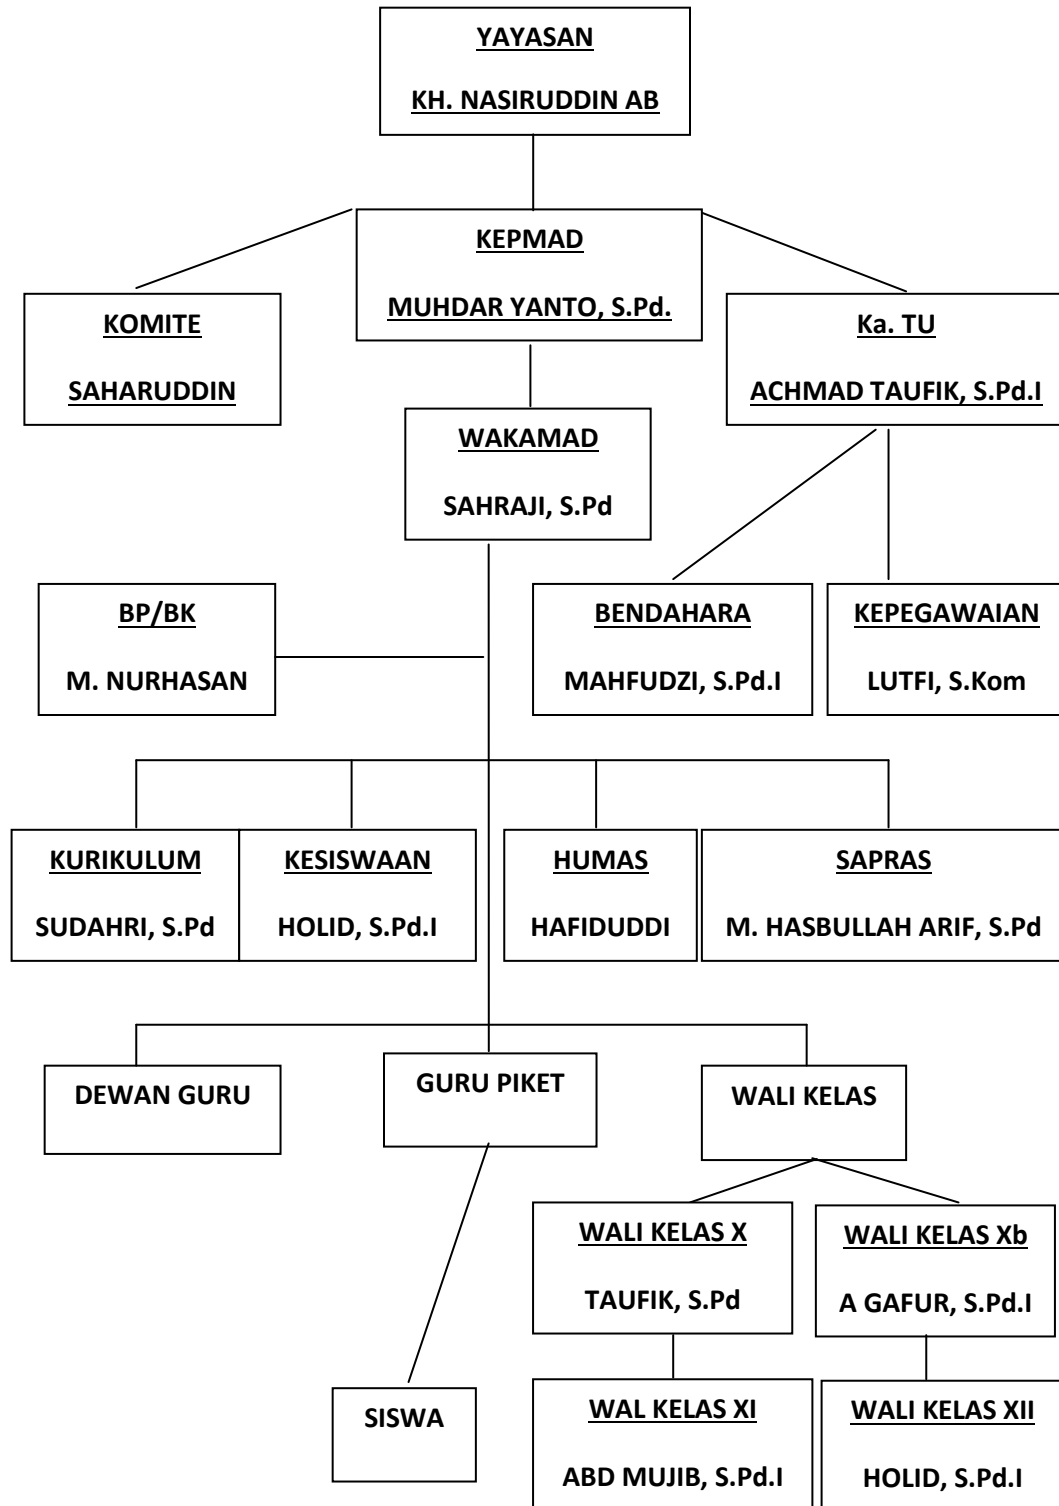 YAYASAN
KH. NASIRUDDIN AB
KEPMAD
MUHDAR YANTO, S.Pd.
KOMITE
SAHARUDDIN
Ka. TU
ACHMAD TAUFIK, S.Pd.I
WAKAMAD
SAHRAJI, S.Pd
BP/BK
M. NURHASAN
BENDAHARA
MAHFUDZI, S.Pd.I
KEPEGAWAIAN
LUTFI, S.Kom
KURIKULUM
SUDAHRI, S.Pd
KESISWAAN
HOLID, S.Pd.I
HUMAS
HAFIDUDDI
SAPRAS
M. HASBULLAH ARIF, S.Pd
DEWAN GURU
GURU PIKET
WALI KELAS
WALI KELAS X
TAUFIK, S.Pd
WALI KELAS Xb
A GAFUR, S.Pd.I
SISWA
WAL KELAS XI
ABD MUJIB, S.Pd.I
WALI KELAS XII
HOLID, S.Pd.I